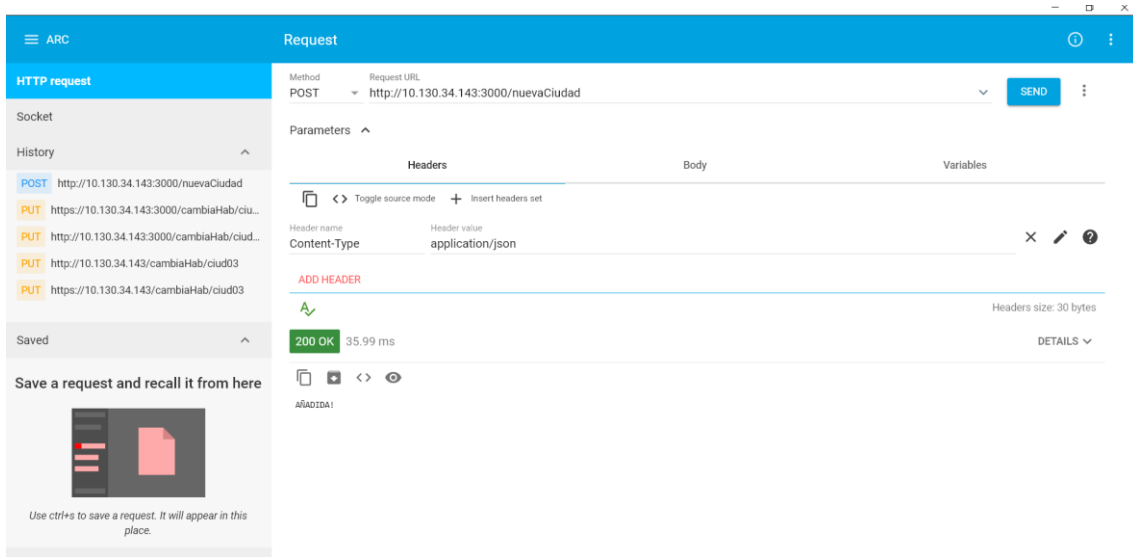 ARC
Request
HTTP request
Socket
History
POST http://10.130.34.143:3000/nuevaCiudad
PUT https://10.130.34.143:3000/cambiaHab/ciu...
PUT http://10.130.34.143:3000/cambiaHab/ciud...
PUT http://10.130.34.143/cambiaHab/ciud03
PUT https://10.130.34.143/cambiaHab/ciud03
Saved
Save a request and recall it from here
Use ctrl+s to save a request. It will appear in this
place.
Method Request URL
POST http://10.130.34.143:3000/nuevaCiudad SEND
Parameters
Headers Body Variables
Toggle source mode Insert headers set
Header name Header value
Content-Type application/json
ADD HEADER
Headers size: 30 bytes
200 OK 35.99 ms DETAILS
AÑADIDA!